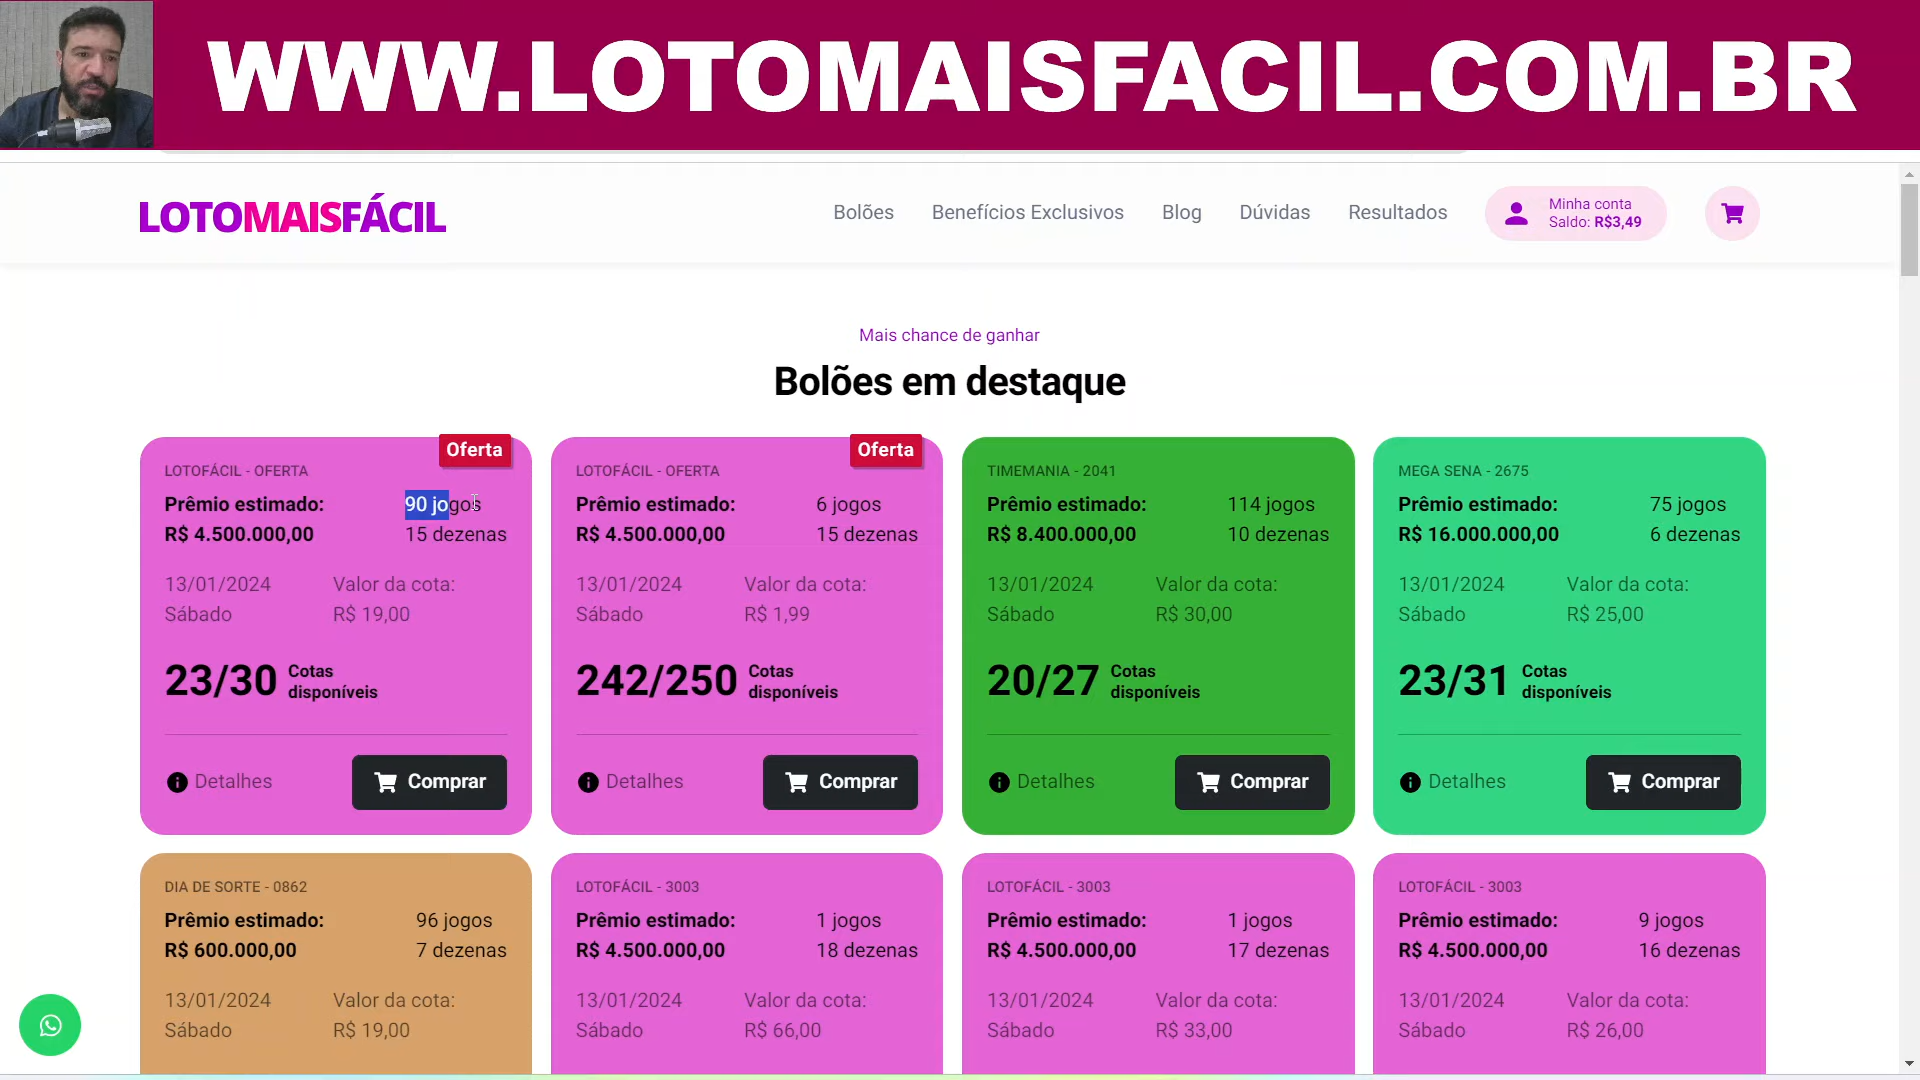 WWW.LOTOMAISFACIL.COM.BR
LOTOMAISFÁCIL
Bolões
Benefícios Exclusivos
Blog
Dúvidas
Resultados
Minha conta
Saldo: R$3,49
Mais chance de ganhar
Bolões em destaque
Oferta
LOTOFÁCIL - OFERTA
Prêmio estimado:
90 jogos
R$ 4.500.000,00
15 dezenas
13/01/2024
Valor da cota:
Sábado
R$ 19,00
23/30
Cotas
disponíveis
Detalhes
Comprar
Oferta
LOTOFÁCIL - OFERTA
Prêmio estimado:
6 jogos
R$ 4.500.000,00
15 dezenas
13/01/2024
Valor da cota:
Sábado
R$ 1,99
242/250
Cotas
disponíveis
Detalhes
Comprar
TIMEMANIA - 2041
Prêmio estimado:
114 jogos
R$ 8.400.000,00
10 dezenas
13/01/2024
Valor da cota:
Sábado
R$ 30,00
20/27
Cotas
disponíveis
Detalhes
Comprar
MEGA SENA - 2675
Prêmio estimado:
75 jogos
R$ 16.000.000,00
6 dezenas
13/01/2024
Valor da cota:
Sábado
R$ 25,00
23/31
Cotas
disponíveis
Detalhes
Comprar
DIA DE SORTE - 0862
Prêmio estimado:
96 jogos
R$ 600.000,00
7 dezenas
13/01/2024
Valor da cota:
Sábado
R$ 19,00
LOTOFÁCIL - 3003
Prêmio estimado:
1 jogos
R$ 4.500.000,00
18 dezenas
13/01/2024
Valor da cota:
Sábado
R$ 66,00
LOTOFÁCIL - 3003
Prêmio estimado:
1 jogos
R$ 4.500.000,00
17 dezenas
13/01/2024
Valor da cota:
Sábado
R$ 33,00
LOTOFÁCIL - 3003
Prêmio estimado:
9 jogos
R$ 4.500.000,00
16 dezenas
13/01/2024
Valor da cota:
Sábado
R$ 26,00